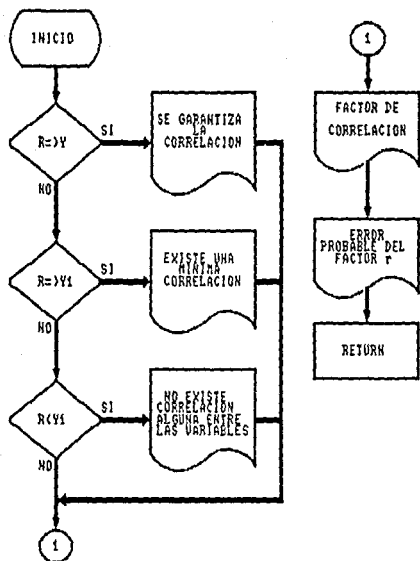 INICIO
R=>Y
SI
NO
SE GARANTIZA
LA
CORRELACION
R=>Y1
SI
NO
EXISTE UNA
MINIMA
CORRELACION
R<Y1
SI
NO
NO EXISTE
CORRELACION
ALGUNA ENTRE
LAS VARIABLES
1
1
FACTOR DE
CORRELACION
ERROR
PROBABLE DEL
FACTOR r
RETURN